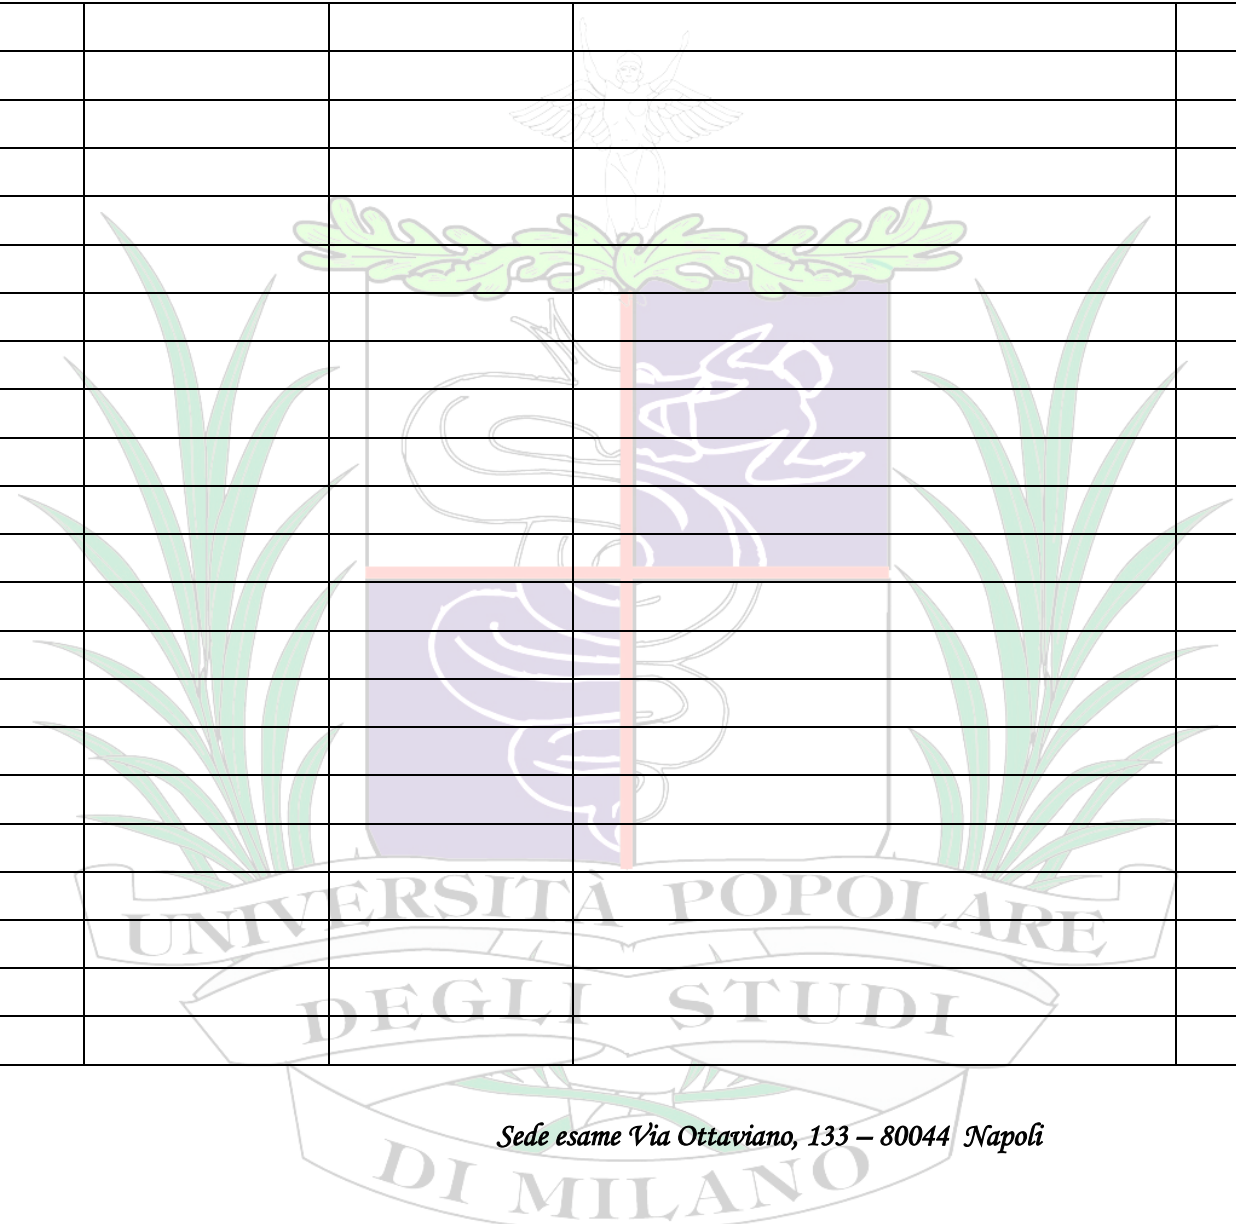 UNIVERSITÀ POPOLARE
DEGLI STUDI
Sede esame Via Ottaviano, 133 – 80044 Napoli
DI MILANO